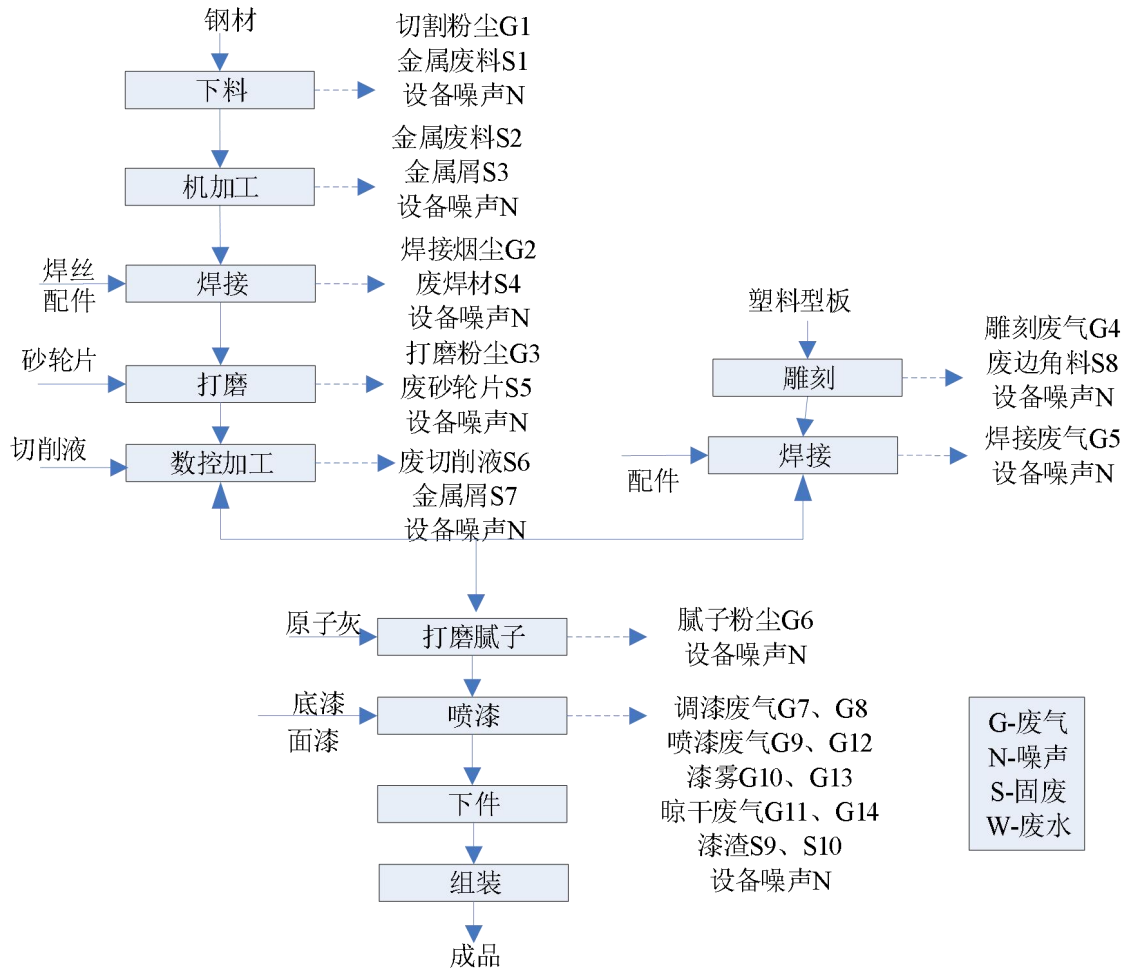 钢材
切割粉尘G1
金属废料S1
设备噪声N
下料
金属废料S2
金属屑S3
设备噪声N
机加工
焊丝
配件
焊接
焊接烟尘G2
废焊材S4
设备噪声N
砂轮片
打磨
打磨粉尘G3
废砂轮片S5
设备噪声N
切削液
数控加工
废切削液S6
金属屑S7
设备噪声N
塑料型板
雕刻
雕刻废气G4
废边角料S8
设备噪声N
配件
焊接
焊接废气G5
设备噪声N
原子灰
打磨腻子
腻子粉尘G6
设备噪声N
底漆
面漆
喷漆
调漆废气G7、G8
喷漆废气G9、G12
漆雾G10、G13
晾干废气G11、G14
漆渣S9、S10
设备噪声N
下件
组装
成品
G-废气
N-噪声
S-固废
W-废水